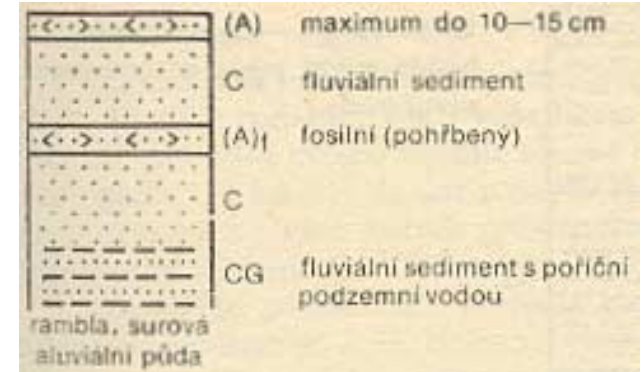 (A) maximum do 10—15 cm
C fluviální sediment
(A)f fosilní (pohřbený)
C
CG fluviální sediment s poříční
podzemní vodou
rambla, surová
aluviální půda